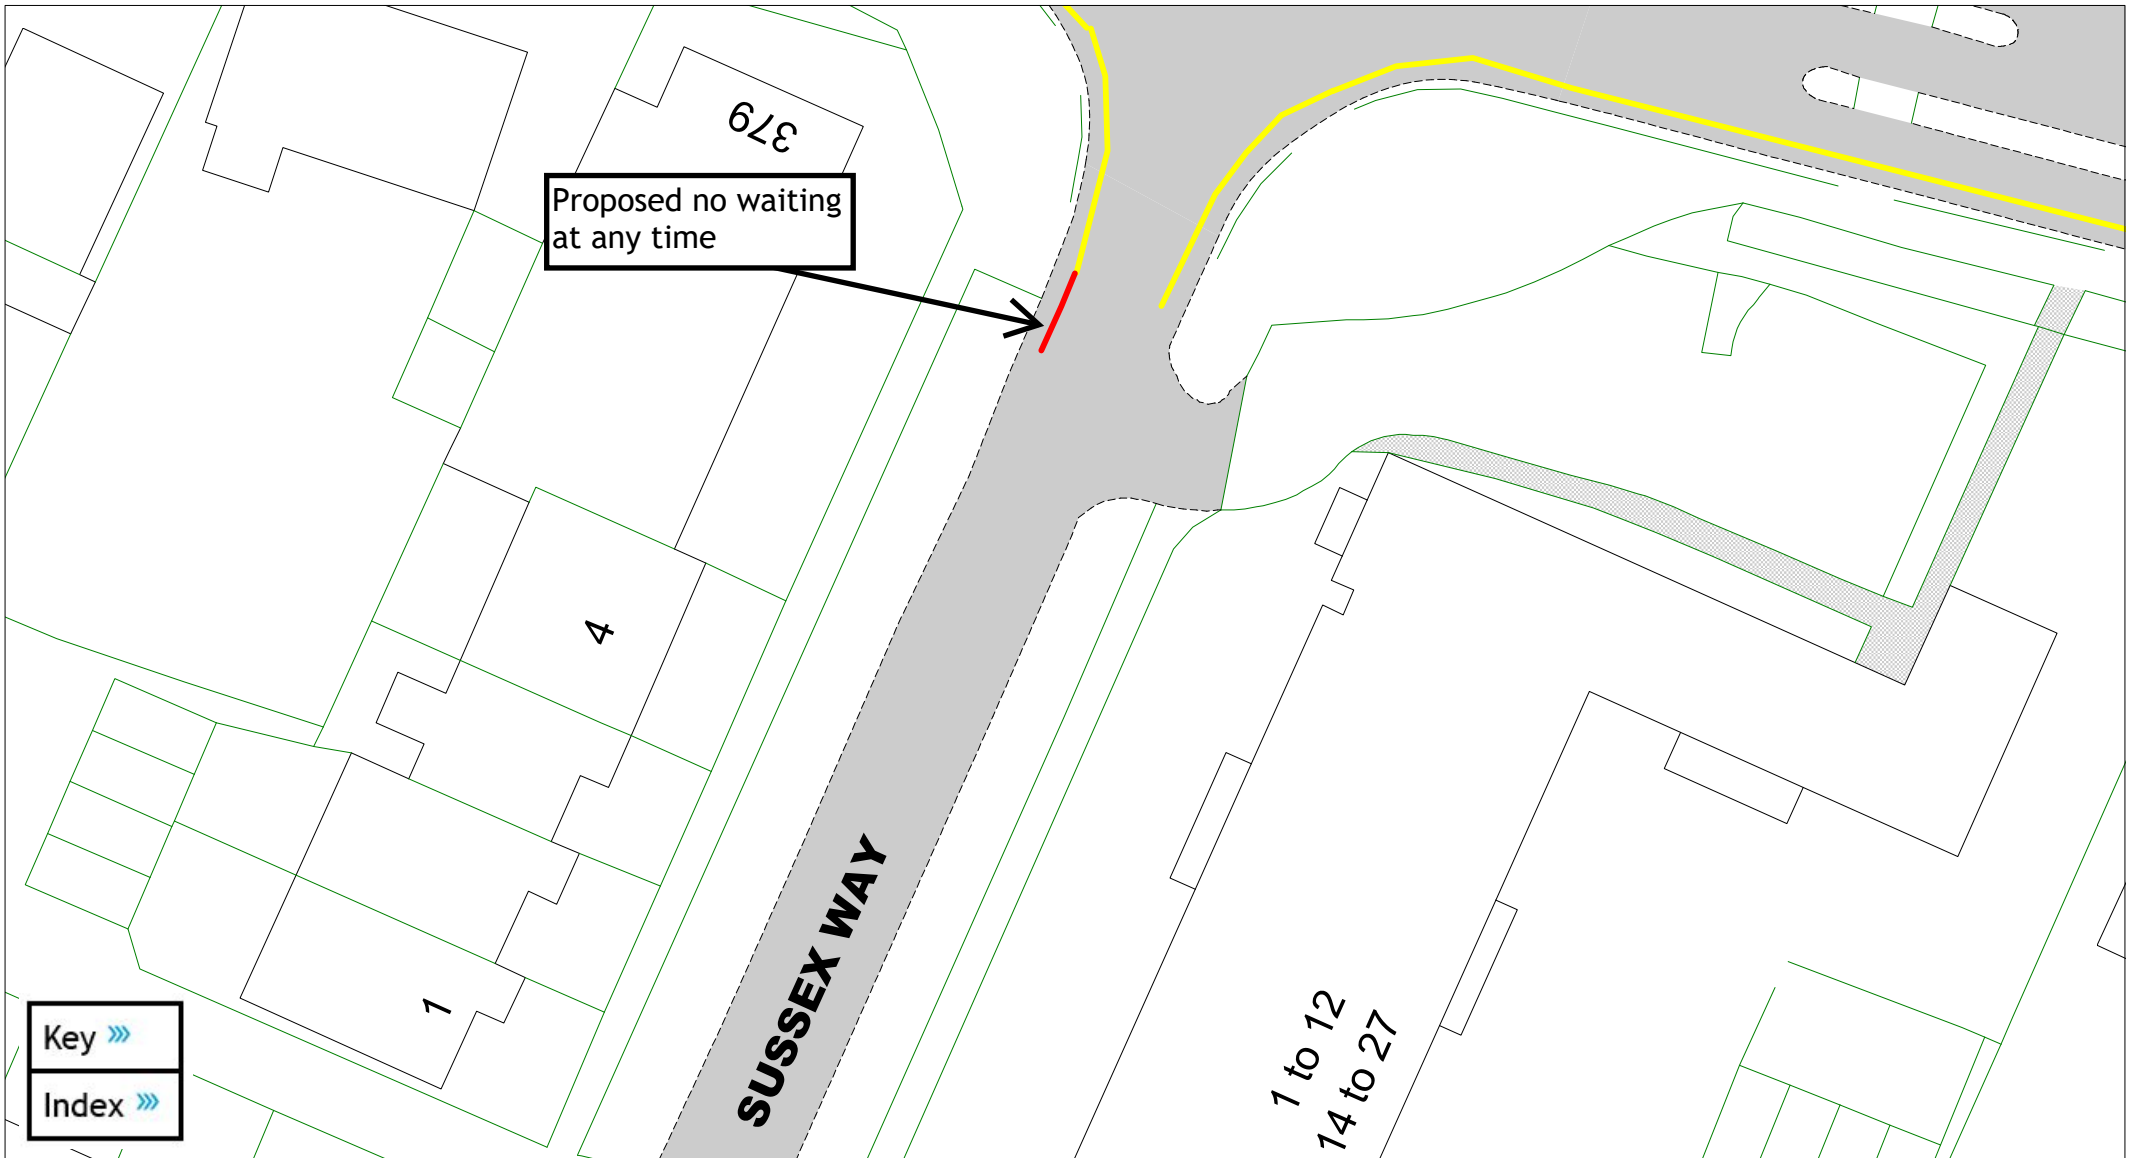 379
Proposed no waiting
at any time
4
SUSSEX WAY
1
1 to 12
14 to 27
Key
Index